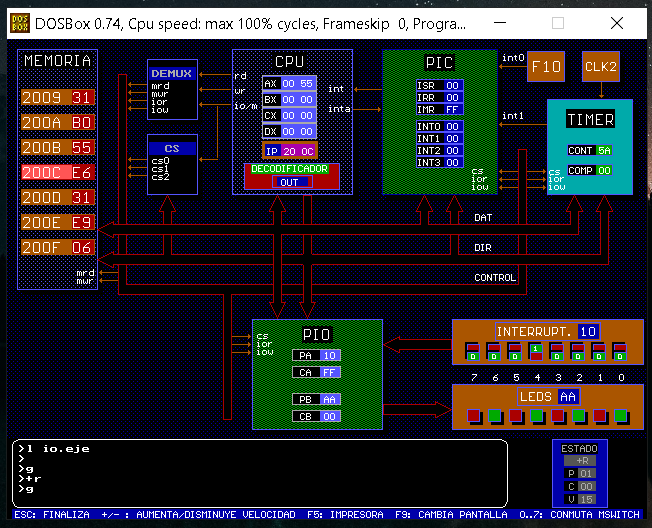 DOSBox 0.74, Cpu speed: max 100% cycles, Frameskip 0, Progra...
MEMORIA
2009 31
200A B0
200B 55
200C E6
200D 31
200E E9
200F 06
mrd
mwr
DEMUX
mrd
mwr
ior
iow
CS
cs0
cs1
cs2
rd
wr
io/m
CPU
AX 00 55
BX 00 00
CX 00 00
DX 00 00
IP 20 0C
DECODIFICADOR
OUT
int
inta
PIC
ISR 00
IRR 00
IMR FF
INT0 00
INT1 00
INT2 00
INT3 00
cs
ior
iow
int0
F10
CLK2
int1
TIMER
CONT 5A
COMP 00
cs
ior
iow
DAT
DIR
CONTROL
PIO
cs
ior
iow
PA 10
CA FF
PB AA
CB 00
INTERRUPT. 10
0 0 0 1 0 0 0 0
7 6 5 4 3 2 1 0
LEDS AA
>l io.eje
>
>g
>+r
>g
ESTADO
+R
P 01
C 00
V 15
ESC: FINALIZA +/- : AUMENTA/DISMINUYE VELOCIDAD F5: IMPRESORA F9: CAMBIA PANTALLA 0..7: CONMUTA MSWITCH